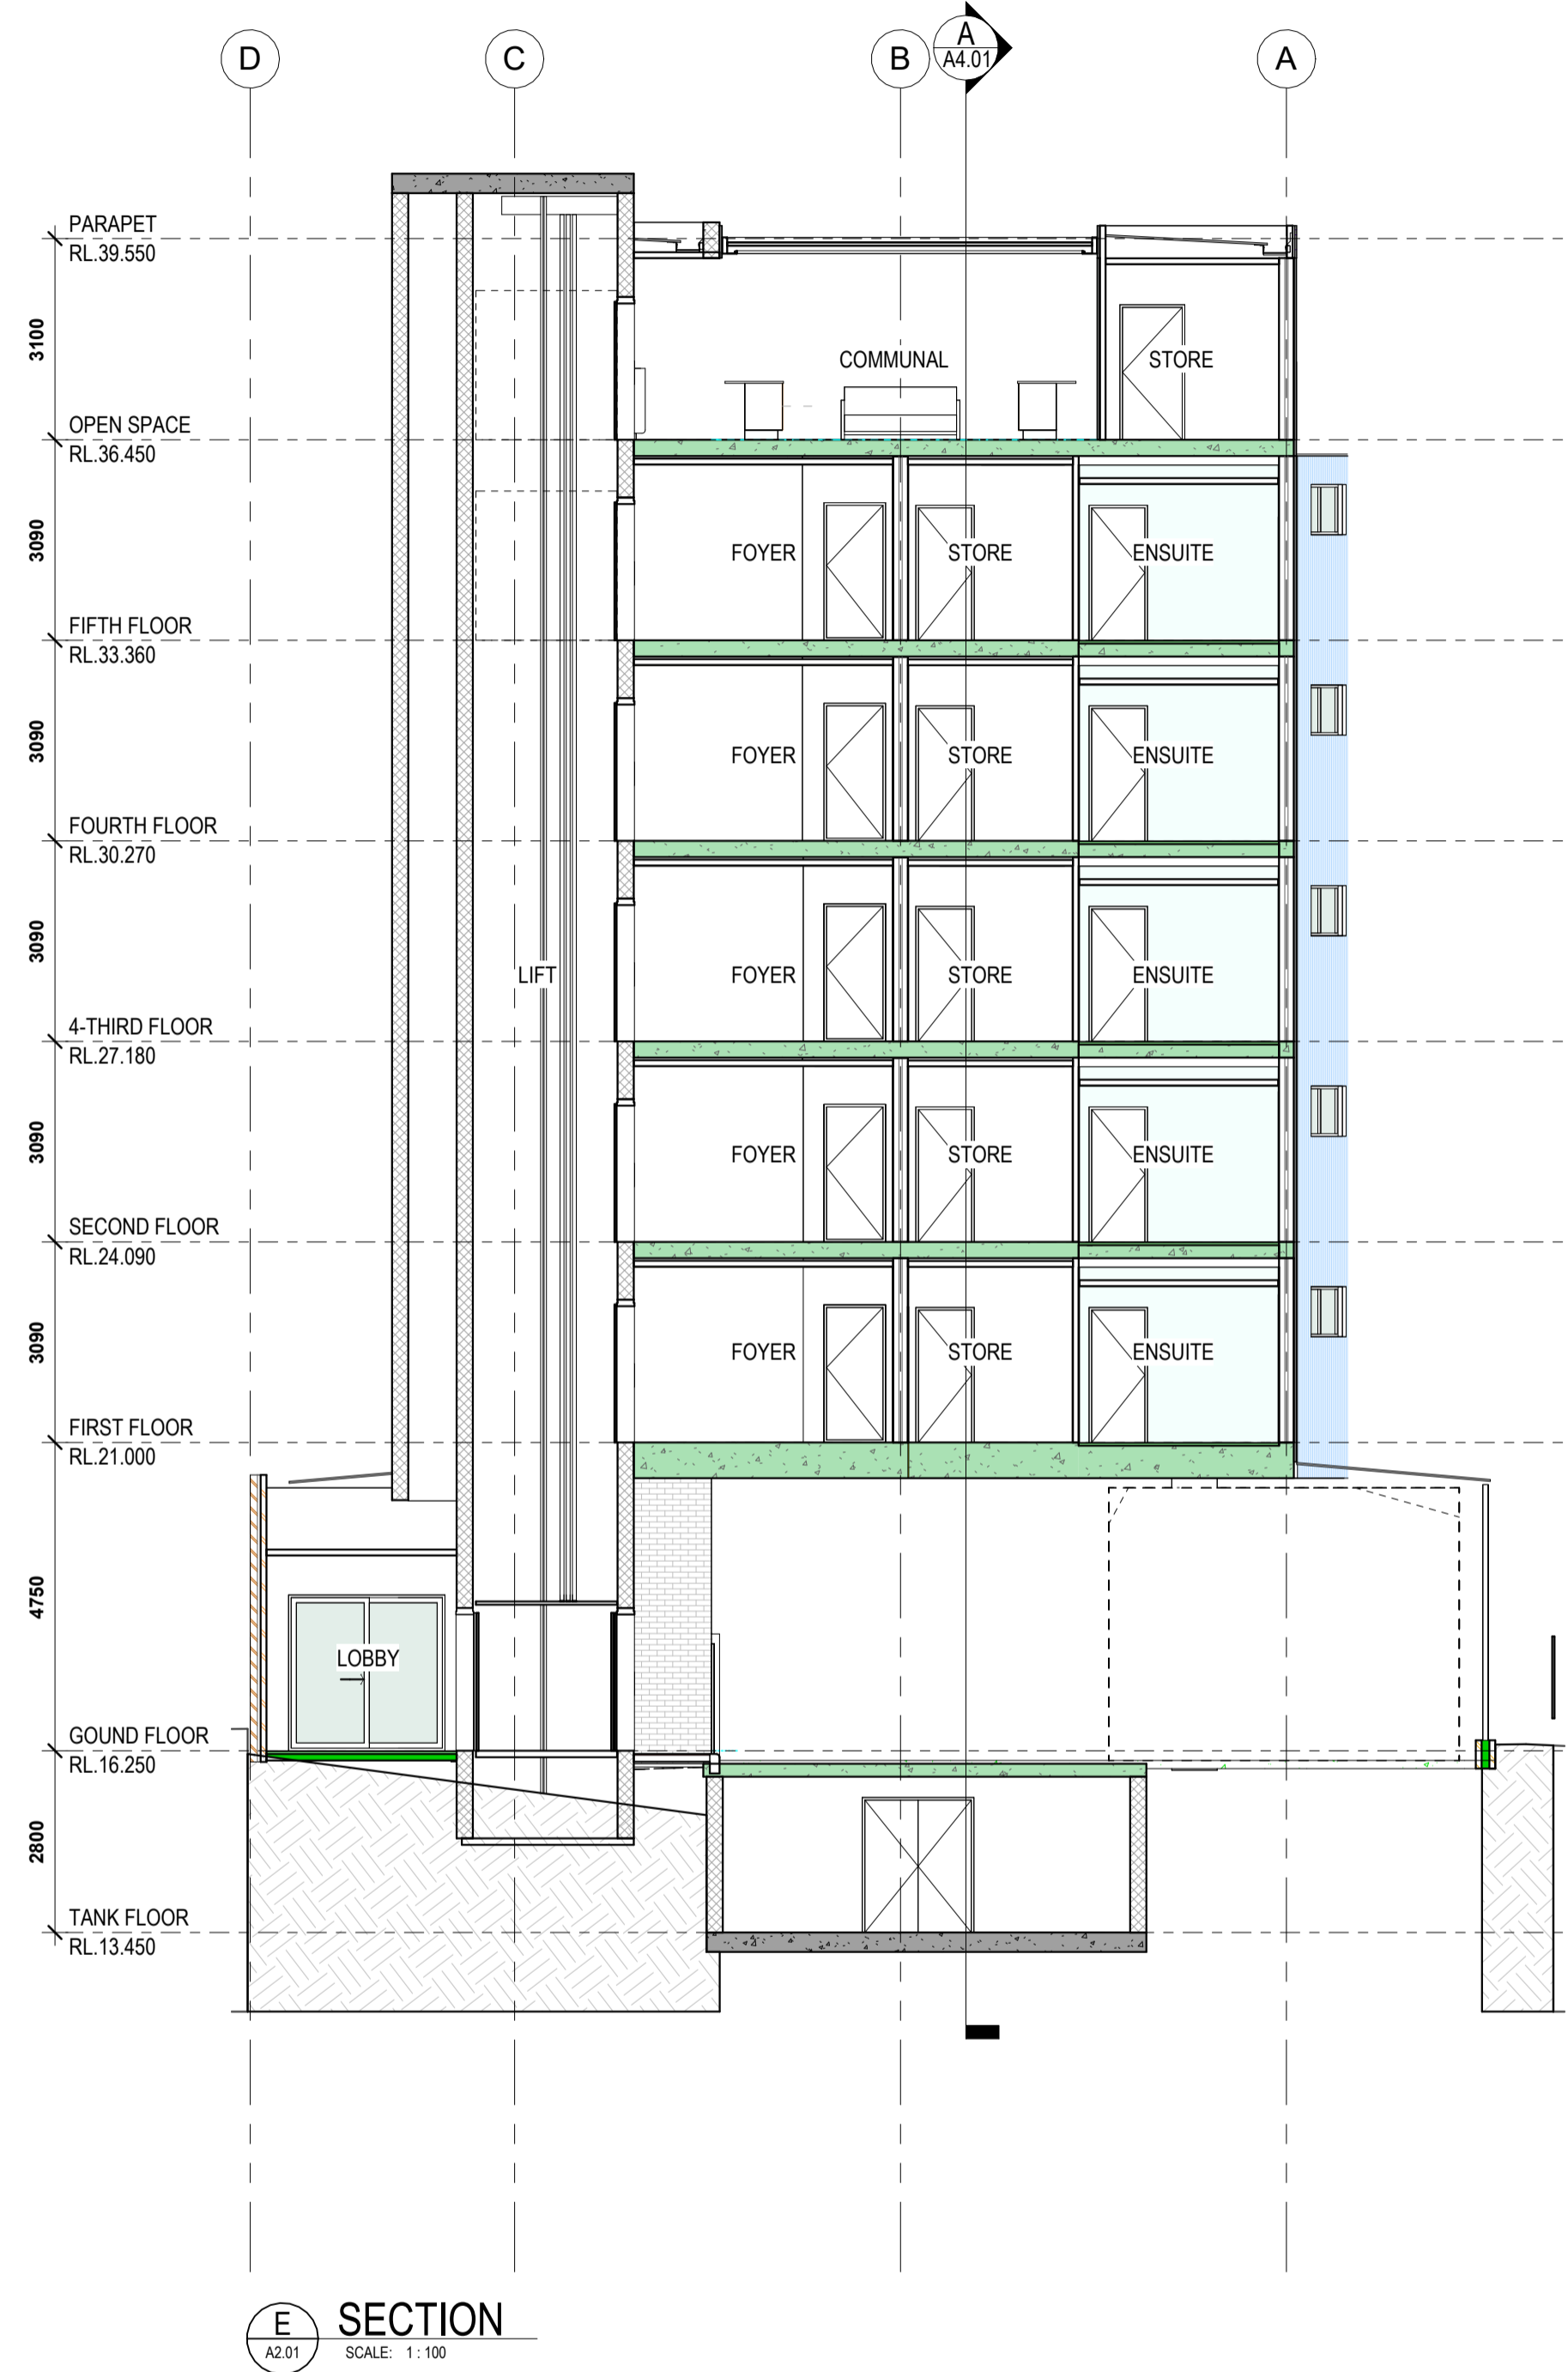 D
C
B
A
A4.01
A
PARAPET
RL.39.550
3100
COMMUNAL
STORE
OPEN SPACE
RL.36.450
3090
FOYER
STORE
ENSUITE
FIFTH FLOOR
RL.33.360
3090
FOYER
STORE
ENSUITE
FOURTH FLOOR
RL.30.270
3090
LIFT
FOYER
STORE
ENSUITE
4-THIRD FLOOR
RL.27.180
3090
FOYER
STORE
ENSUITE
SECOND FLOOR
RL.24.090
3090
FOYER
STORE
ENSUITE
FIRST FLOOR
RL.21.000
4750
LOBBY
GOUND FLOOR
RL.16.250
2800
TANK FLOOR
RL.13.450
E
A2.01
SECTION
SCALE: 1 : 100